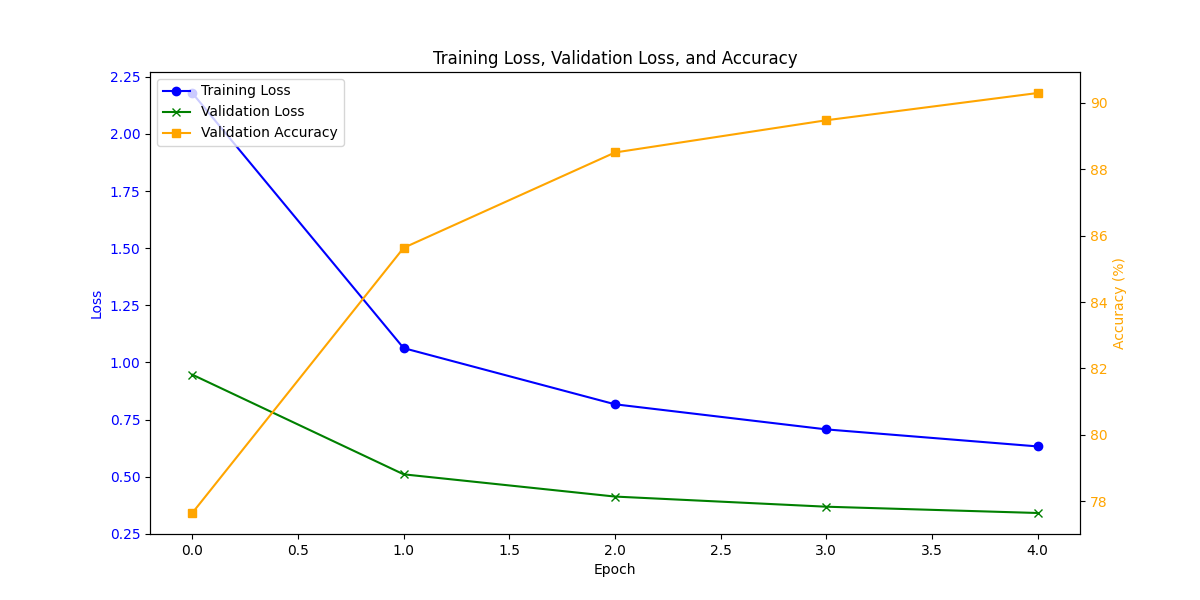 Training Loss, Validation Loss, and Accuracy
Training Loss
Validation Loss
Validation Accuracy
Loss
2.25
2.00
1.75
1.50
1.25
1.00
0.75
0.50
0.25
90
88
86
84
82
80
78
Accuracy (%)
0.0 0.5 1.0 1.5 2.0 2.5 3.0 3.5 4.0
Epoch